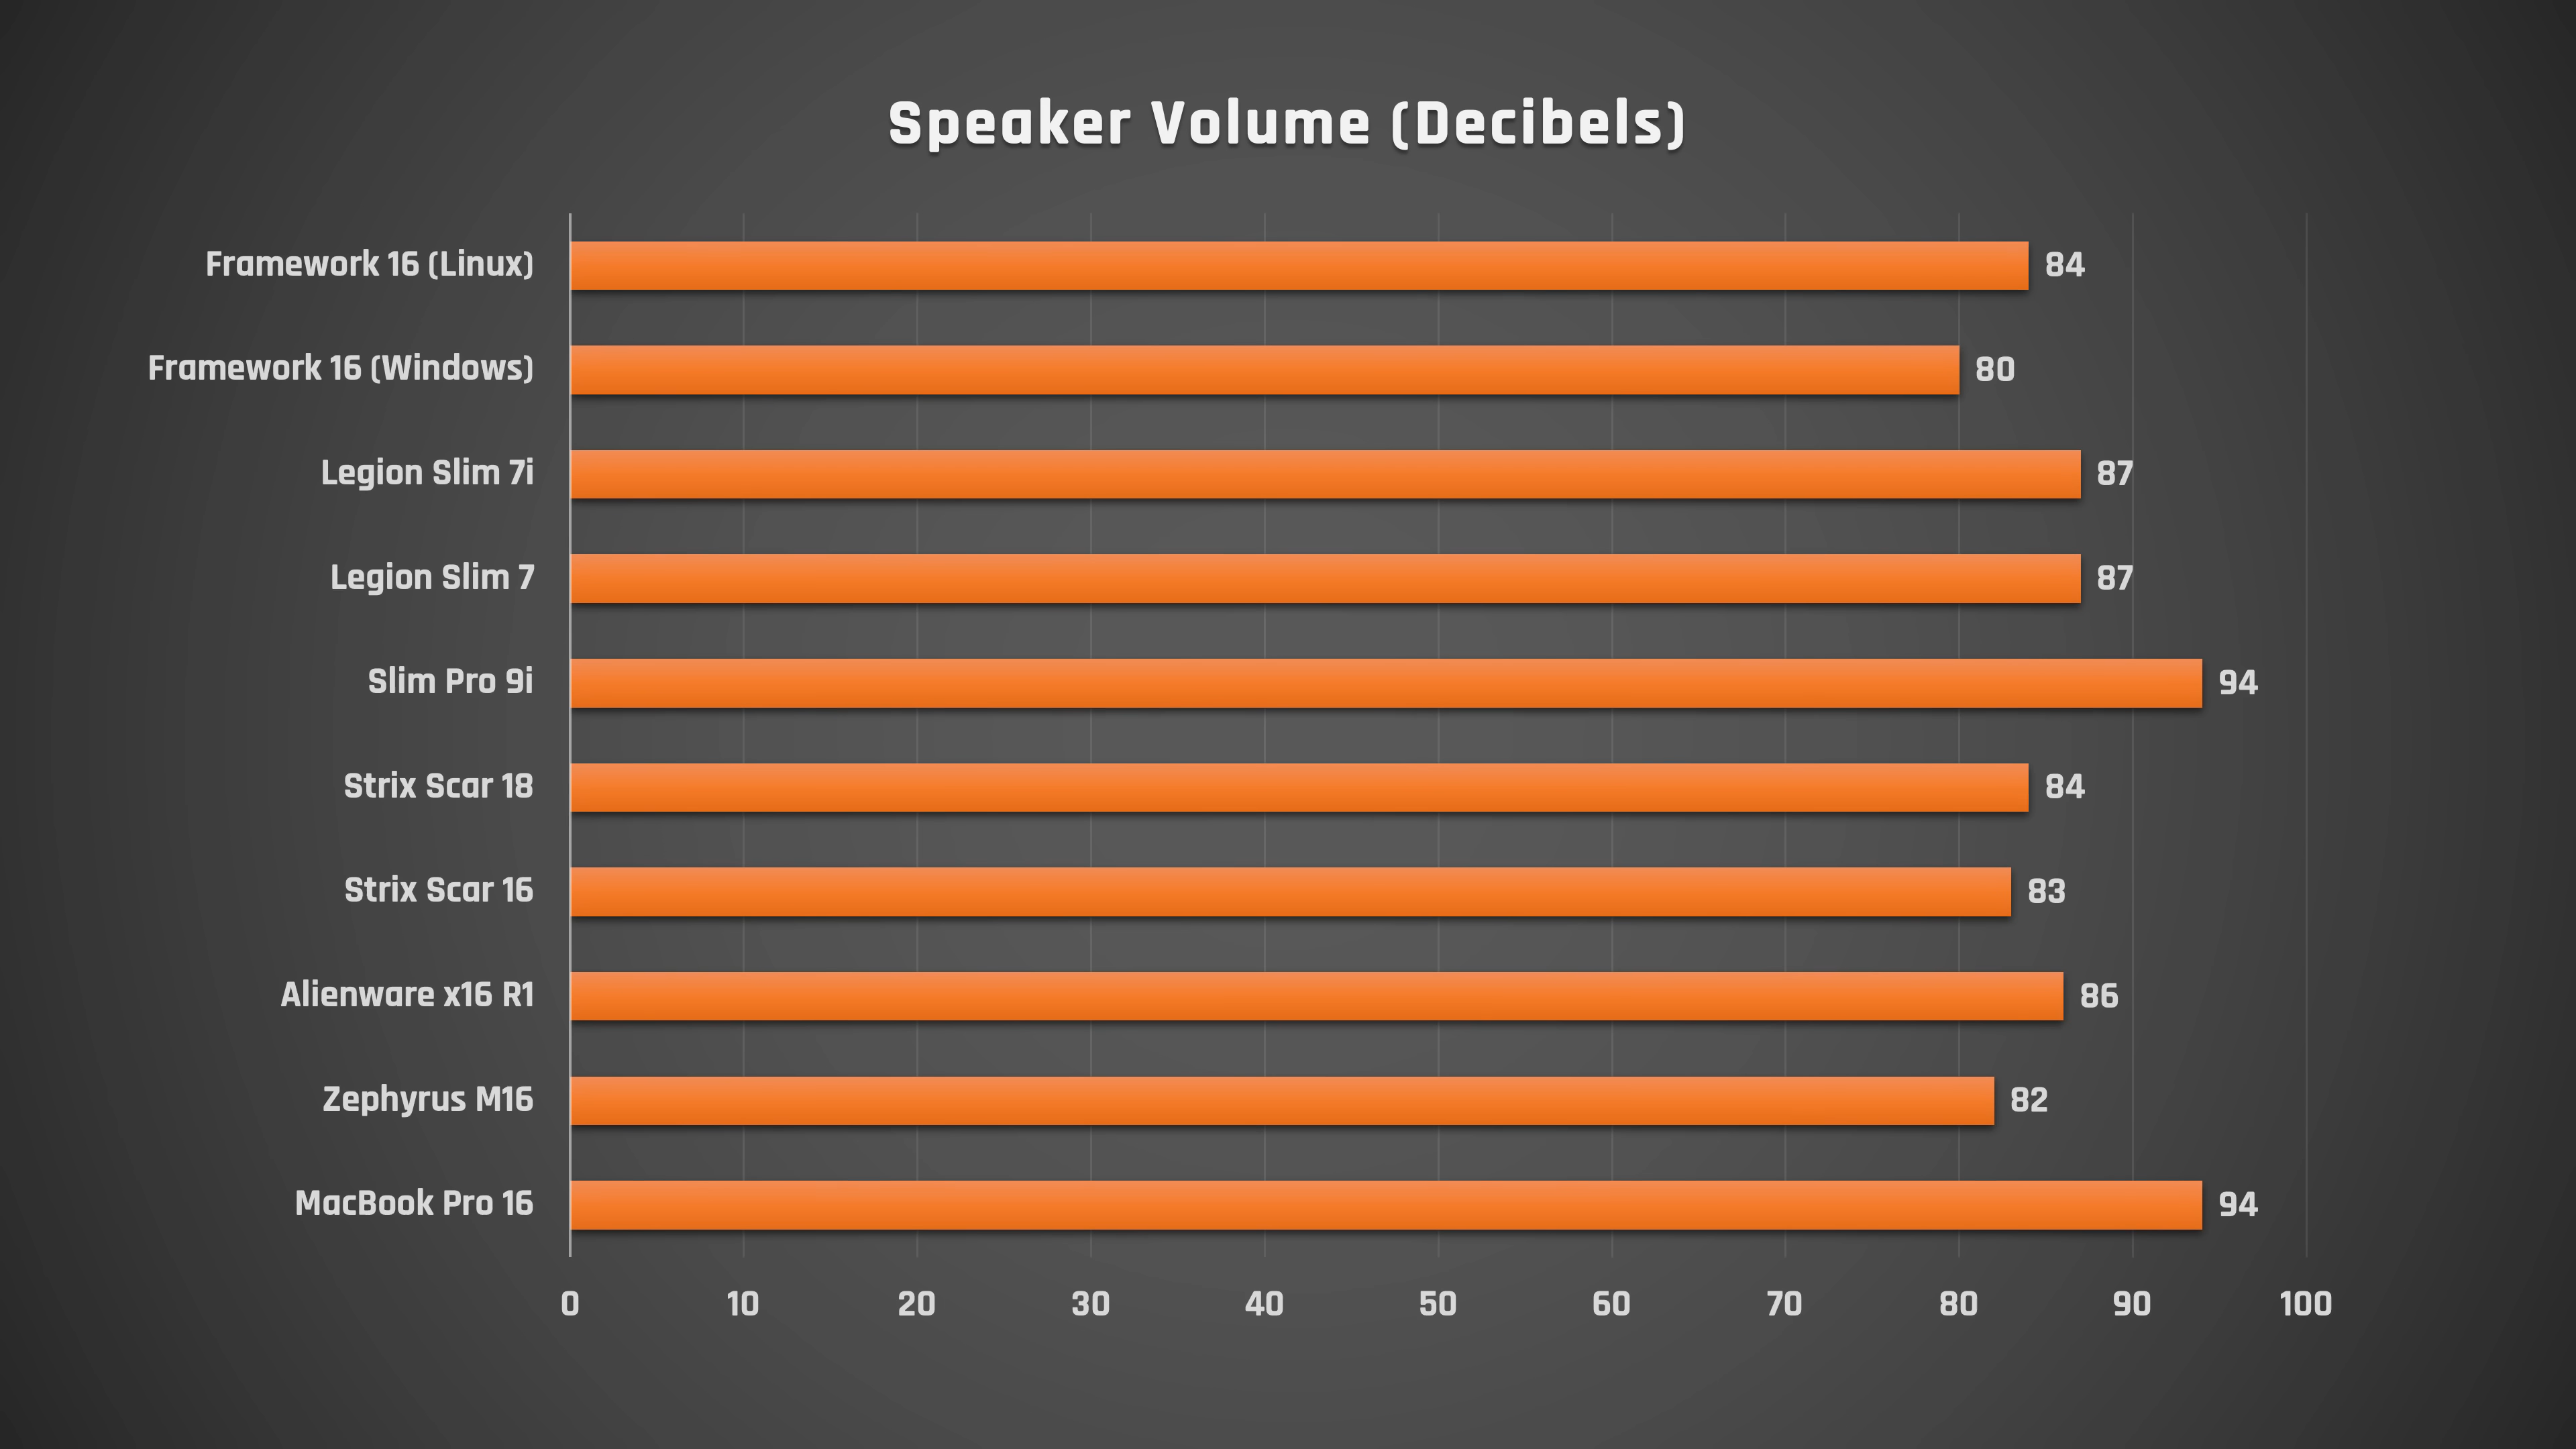 Speaker Volume (Decibels)
Framework 16 (Linux) 84
Framework 16 (Windows) 80
Legion Slim 7i 87
Legion Slim 7 87
Slim Pro 9i 94
Strix Scar 18 84
Strix Scar 16 83
Alienware x16 R1 86
Zephyrus M16 82
MacBook Pro 16 94
0 10 20 30 40 50 60 70 80 90 100